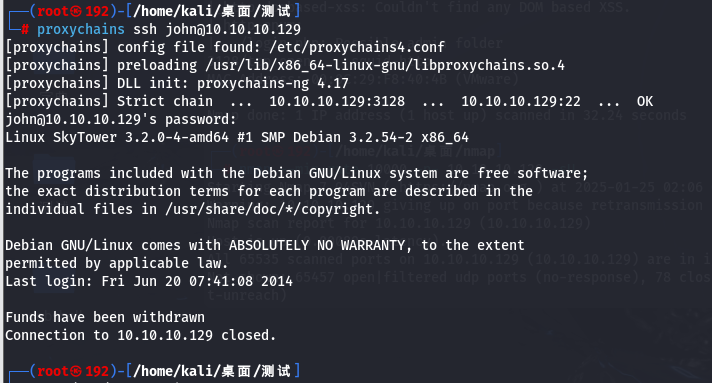 ┌──(root㉿192)-[/home/kali/桌面/测试]
└─# proxychains ssh john@10.10.10.129
[proxychains] config file found: /etc/proxychains4.conf
[proxychains] preloading /usr/lib/x86_64-linux-gnu/libproxychains.so.4
[proxychains] DLL init: proxychains-ng 4.17
[proxychains] Strict chain  ...  10.10.10.129:3128  ...  10.10.10.129:22  ...  OK
john@10.10.10.129's password:
Linux SkyTower 3.2.0-4-amd64 #1 SMP Debian 3.2.54-2 x86_64
The programs included with the Debian GNU/Linux system are free software;
the exact distribution terms for each program are described in the
individual files in /usr/share/doc/*/copyright.
Debian GNU/Linux comes with ABSOLUTELY NO WARRANTY, to the extent
permitted by applicable law.
Last login: Fri Jun 20 07:41:08 2014
Funds have been withdrawn
Connection to 10.10.10.129 closed.
┌──(root㉿192)-[/home/kali/桌面/测试]